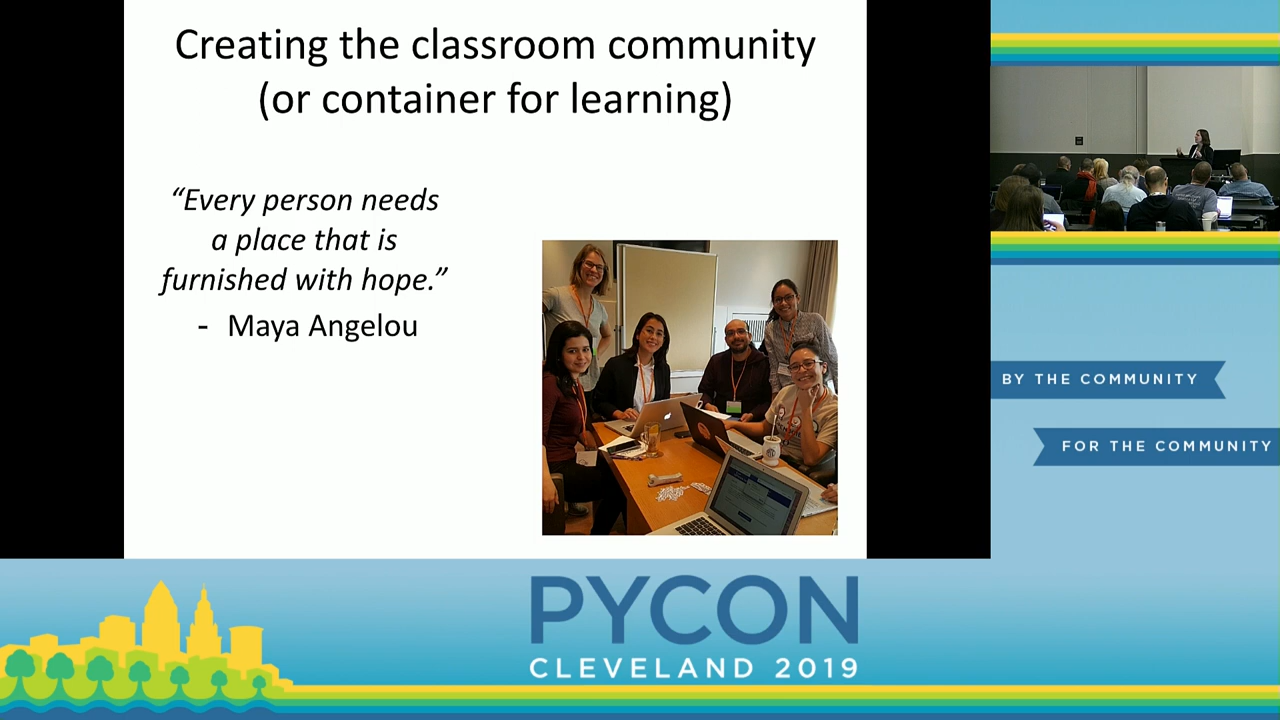 Creating the classroom community
(or container for learning)
“Every person needs
a place that is
furnished with hope.”
- Maya Angelou
BY THE COMMUNITY
FOR THE COMMUNITY
PYCON
CLEVELAND 2019